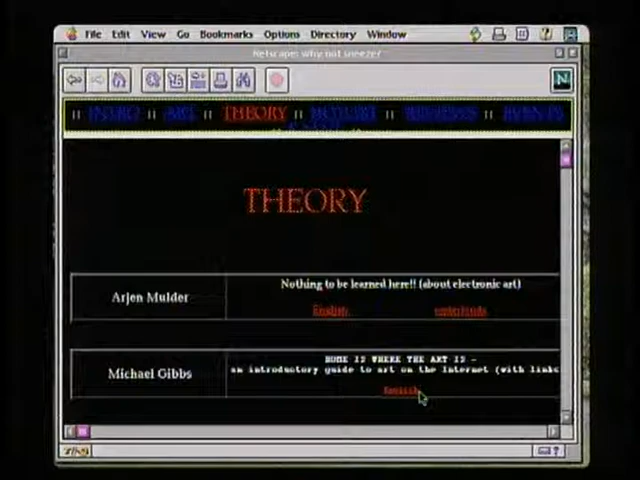 File Edit View Go Bookmarks Options Directory Window
Netscape: why not sneezer
N
:: INTRO :: ART :: THEORY :: :: ::
THEORY
Arjen Mulder
Nothing to be learned here!! (about electronic art)
English nederlands
Michael Gibbs
HOME IS WHERE THE ART IS -
an introductory guide to art on the Internet (with links
English
?